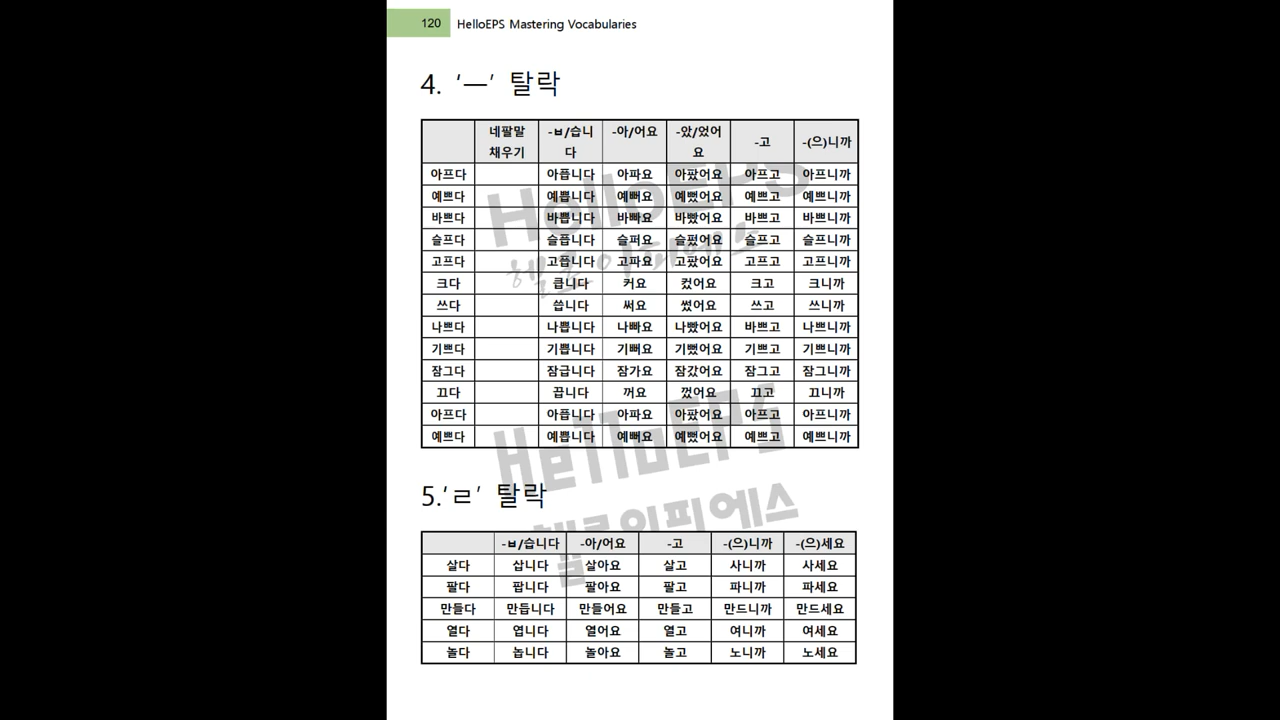 120 HelloEPS Mastering Vocabularies
4. ‘ㅡ’ 탈락
네팔말 채우기 -ㅂ/습니다 -아/어요 -았/었어요 -고 -(으)니까
아프다 아픕니다 아파요 아팠어요 아프고 아프니까
예쁘다 예쁩니다 예뻐요 예뻤어요 예쁘고 예쁘니까
바쁘다 바쁩니다 바빠요 바빴어요 바쁘고 바쁘니까
슬프다 슬픕니다 슬퍼요 슬펐어요 슬프고 슬프니까
고프다 고픕니다 고파요 고팠어요 고프고 고프니까
크다 큽니다 커요 컸어요 크고 크니까
쓰다 씁니다 써요 썼어요 쓰고 쓰니까
나쁘다 나쁩니다 나빠요 나빴어요 바쁘고 나쁘니까
기쁘다 기쁩니다 기뻐요 기뻤어요 기쁘고 기쁘니까
잠그다 잠급니다 잠가요 잠갔어요 잠그고 잠그니까
끄다 끕니다 꺼요 껐어요 끄고 끄니까
아프다 아픕니다 아파요 아팠어요 아프고 아프니까
예쁘다 예쁩니다 예뻐요 예뻤어요 예쁘고 예쁘니까
5.‘ㄹ’ 탈락
-ㅂ/습니다 -아/어요 -고 -(으)니까 -(으)세요
살다 삽니다 살아요 살고 사니까 사세요
팔다 팝니다 팔아요 팔고 파니까 파세요
만들다 만듭니다 만들어요 만들고 만드니까 만드세요
열다 엽니다 열어요 열고 여니까 여세요
놀다 놉니다 놀아요 놀고 노니까 노세요
HelloEPS
헬로이피에스
HelloEPS
헬로이피에스